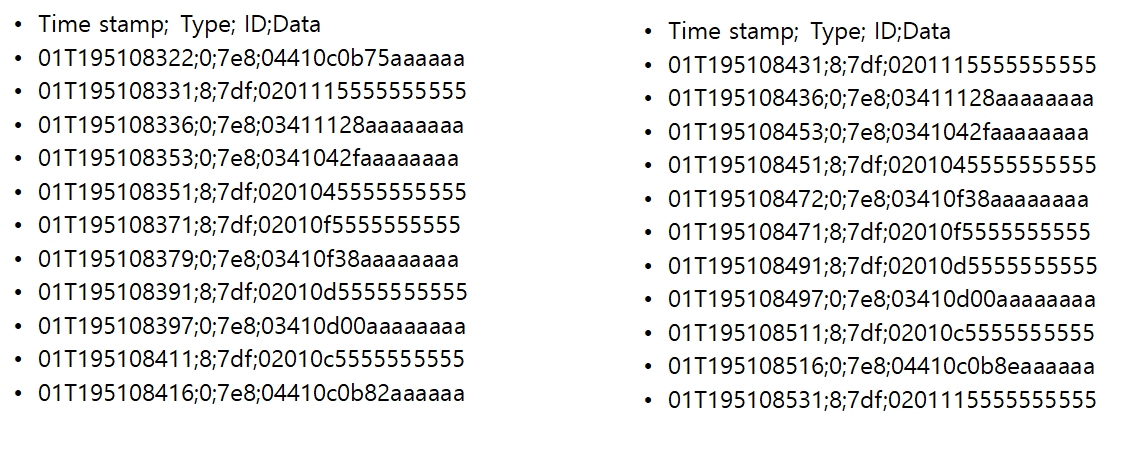 • Time stamp; Type; ID;Data
• 01T195108322;0;7e8;04410c0b75aaaaaa
• 01T195108331;8;7df;0201115555555555
• 01T195108336;0;7e8;03411128aaaaaaaa
• 01T195108353;0;7e8;0341042faaaaaaaa
• 01T195108351;8;7df;0201045555555555
• 01T195108371;8;7df;02010f5555555555
• 01T195108379;0;7e8;03410f38aaaaaaaa
• 01T195108391;8;7df;02010d5555555555
• 01T195108397;0;7e8;03410d00aaaaaaaa
• 01T195108411;8;7df;02010c5555555555
• 01T195108416;0;7e8;04410c0b82aaaaaa
• Time stamp; Type; ID;Data
• 01T195108431;8;7df;0201115555555555
• 01T195108436;0;7e8;03411128aaaaaaaa
• 01T195108453;0;7e8;0341042faaaaaaaa
• 01T195108451;8;7df;0201045555555555
• 01T195108472;0;7e8;03410f38aaaaaaaa
• 01T195108471;8;7df;02010f5555555555
• 01T195108491;8;7df;02010d5555555555
• 01T195108497;0;7e8;03410d00aaaaaaaa
• 01T195108511;8;7df;02010c5555555555
• 01T195108516;0;7e8;04410c0b8eaaaaaa
• 01T195108531;8;7df;0201115555555555